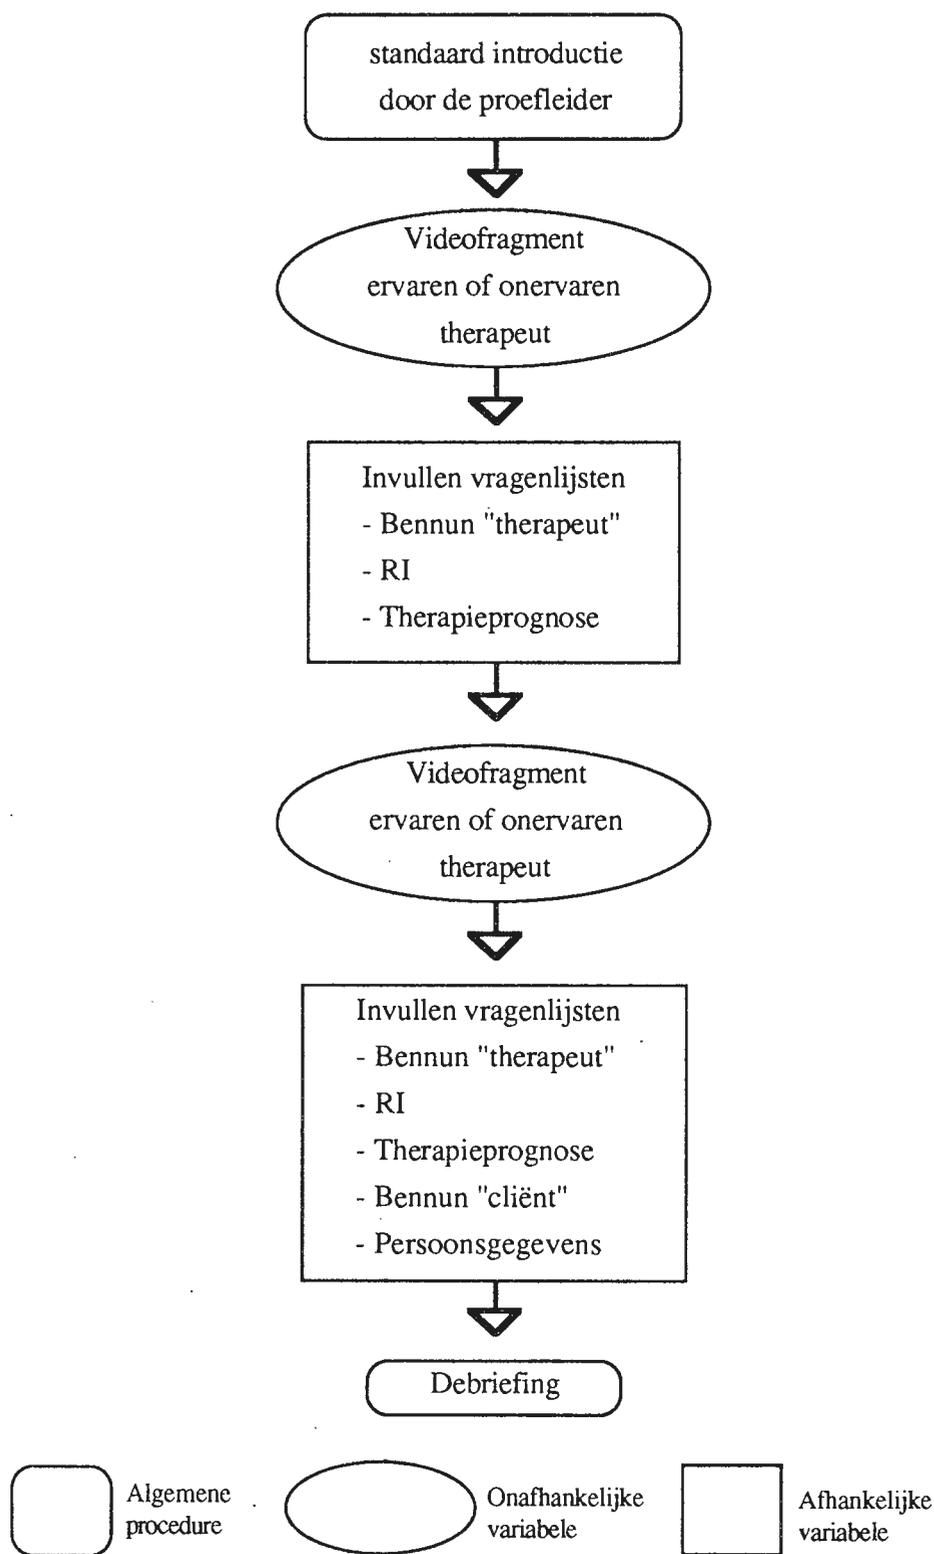 standaard introductie
door de proefleider
Videofragment
ervaren of onervaren
therapeut
Invullen vragenlijsten
- Bennun "therapeut"
- RI
- Therapieprognose
Videofragment
ervaren of onervaren
therapeut
Invullen vragenlijsten
- Bennun "therapeut"
- RI
- Therapieprognose
- Bennun "cliënt"
- Persoonsgegevens
Debriefing
Algemene
procedure
Onafhankelijke
variabele
Afhankelijke
variabele